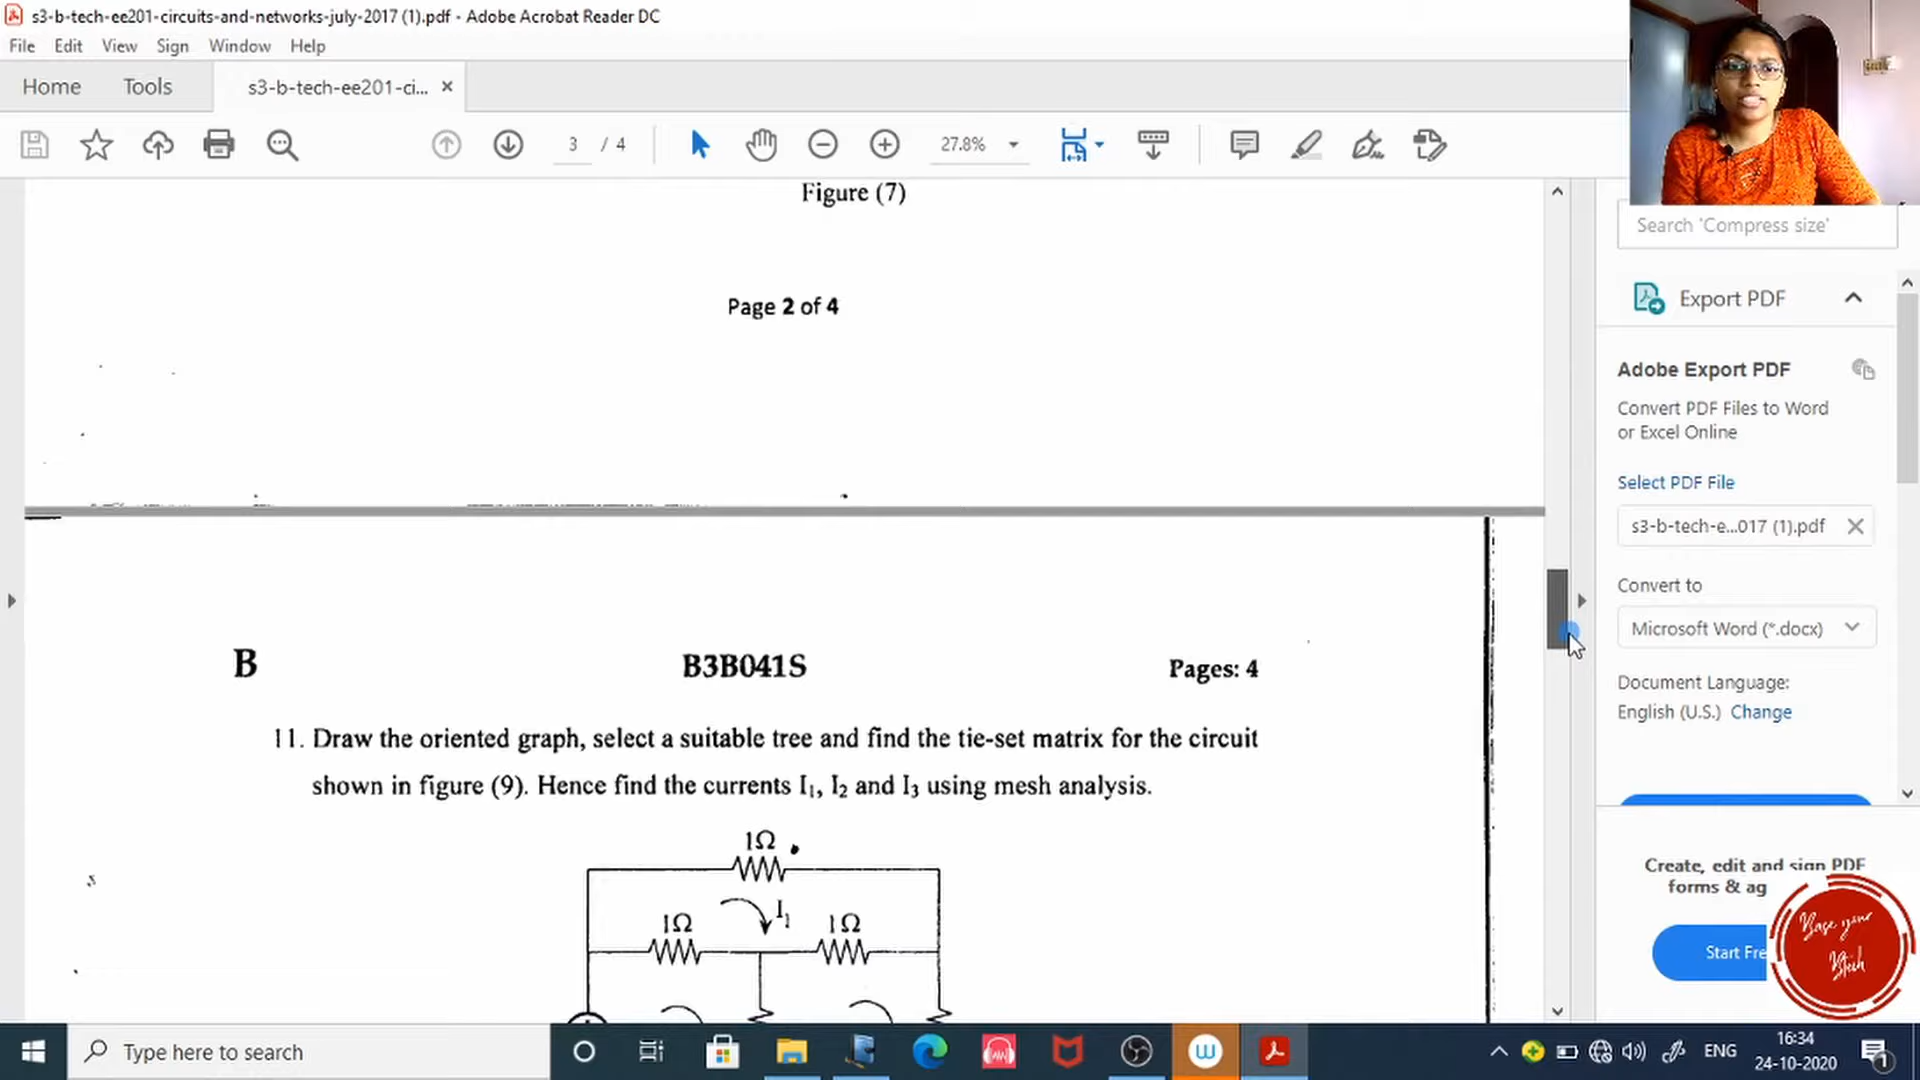 s3-b-tech-ee201-circuits-and-networks-july-2017 (1).pdf - Adobe Acrobat Reader DC
File Edit View Sign Window Help
Home Tools s3-b-tech-ee201-ci... ×
3 / 4 27.8%
Figure (7)
Page 2 of 4
B B3B041S Pages: 4
11. Draw the oriented graph, select a suitable tree and find the tie-set matrix for the circuit
shown in figure (9). Hence find the currents I₁, I₂ and I₃ using mesh analysis.
1Ω
I₁
1Ω 1Ω
Search 'Compress size'
Export PDF
Adobe Export PDF
Convert PDF Files to Word
or Excel Online
Select PDF File
s3-b-tech-e...017 (1).pdf
Convert to
Microsoft Word (*.docx)
Document Language:
English (U.S.) Change
Create, edit and sign PDF
forms & ag
Start Fre
Base your
Btech
Type here to search
ENG
16:34
24-10-2020
1